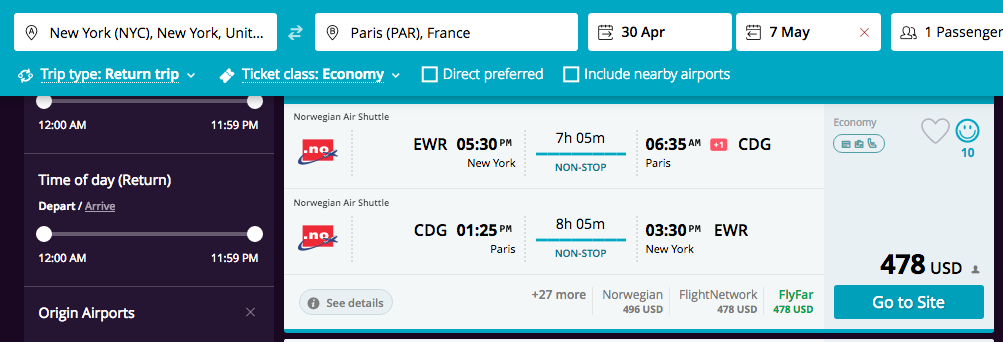 A New York (NYC), New York, Unit...
B Paris (PAR), France
30 Apr
7 May
1 Passenger
Trip type: Return trip
Ticket class: Economy
Direct preferred
Include nearby airports
12:00 AM 11:59 PM
Time of day (Return)
Depart / Arrive
12:00 AM 11:59 PM
Origin Airports
Norwegian Air Shuttle
.no
EWR 05:30 PM
New York
7h 05m
NON-STOP
06:35 AM +1 CDG
Paris
Norwegian Air Shuttle
.no
CDG 01:25 PM
Paris
8h 05m
NON-STOP
03:30 PM EWR
New York
Economy
10
478 USD
Go to Site
See details
+27 more
Norwegian
496 USD
FlightNetwork
478 USD
FlyFar
478 USD